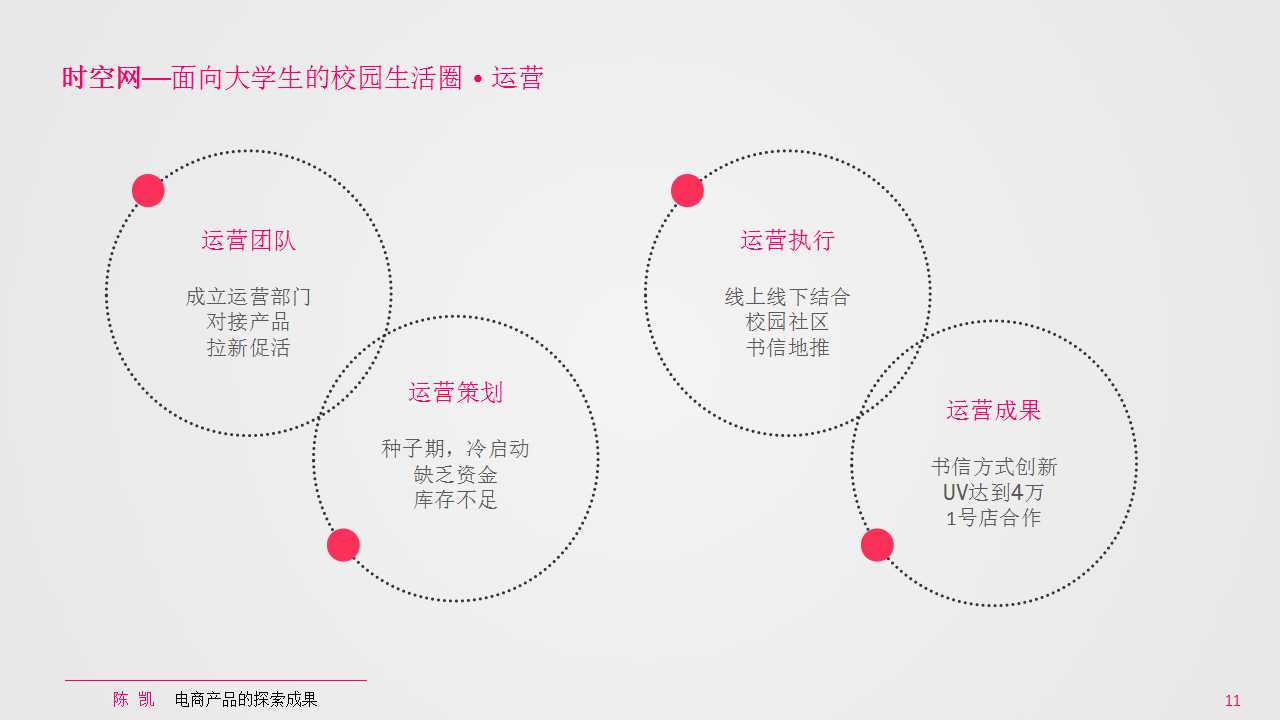 时空网—面向大学生的校园生活圈•运营
运营团队
成立运营部门
对接产品
拉新促活
运营策划
种子期，冷启动
缺乏资金
库存不足
运营执行
线上线下结合
校园社区
书信地推
运营成果
书信方式创新
UV达到4万
1号店合作
陈 凯 电商产品的探索成果
11